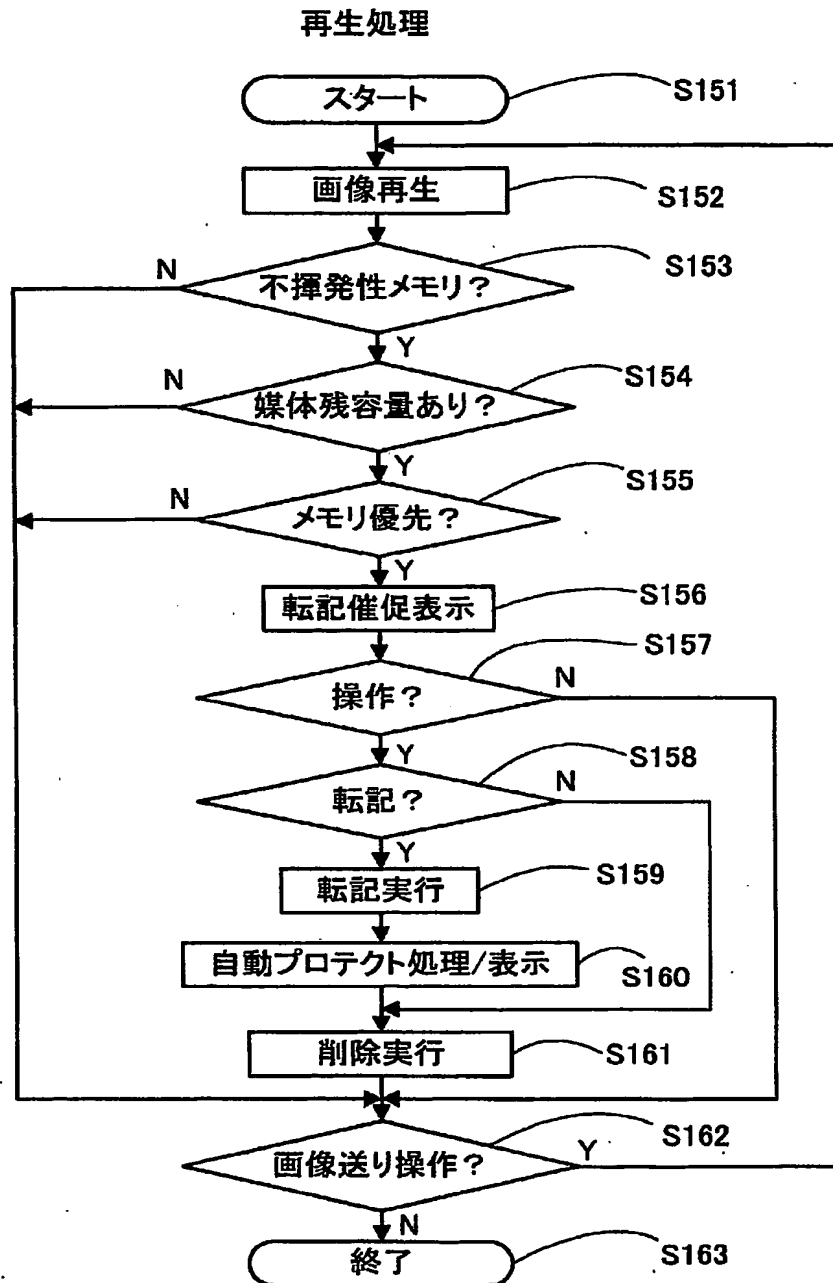 再生処理
スタート
S151
画像再生
S152
N
不揮発性メモリ？
S153
Y
N
媒体残容量あり？
S154
Y
N
メモリ優先？
S155
Y
転記催促表示
S156
操作？
S157
N
Y
転記？
S158
N
Y
転記実行
S159
自動プロテクト処理/表示
S160
削除実行
S161
画像送り操作？
S162
Y
N
終了
S163